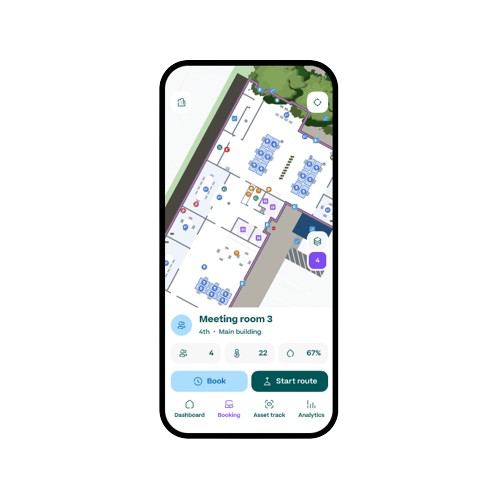 4
Meeting room 3
4th • Main building
4 22 67%
Book Start route
Dashboard Booking Asset track Analytics